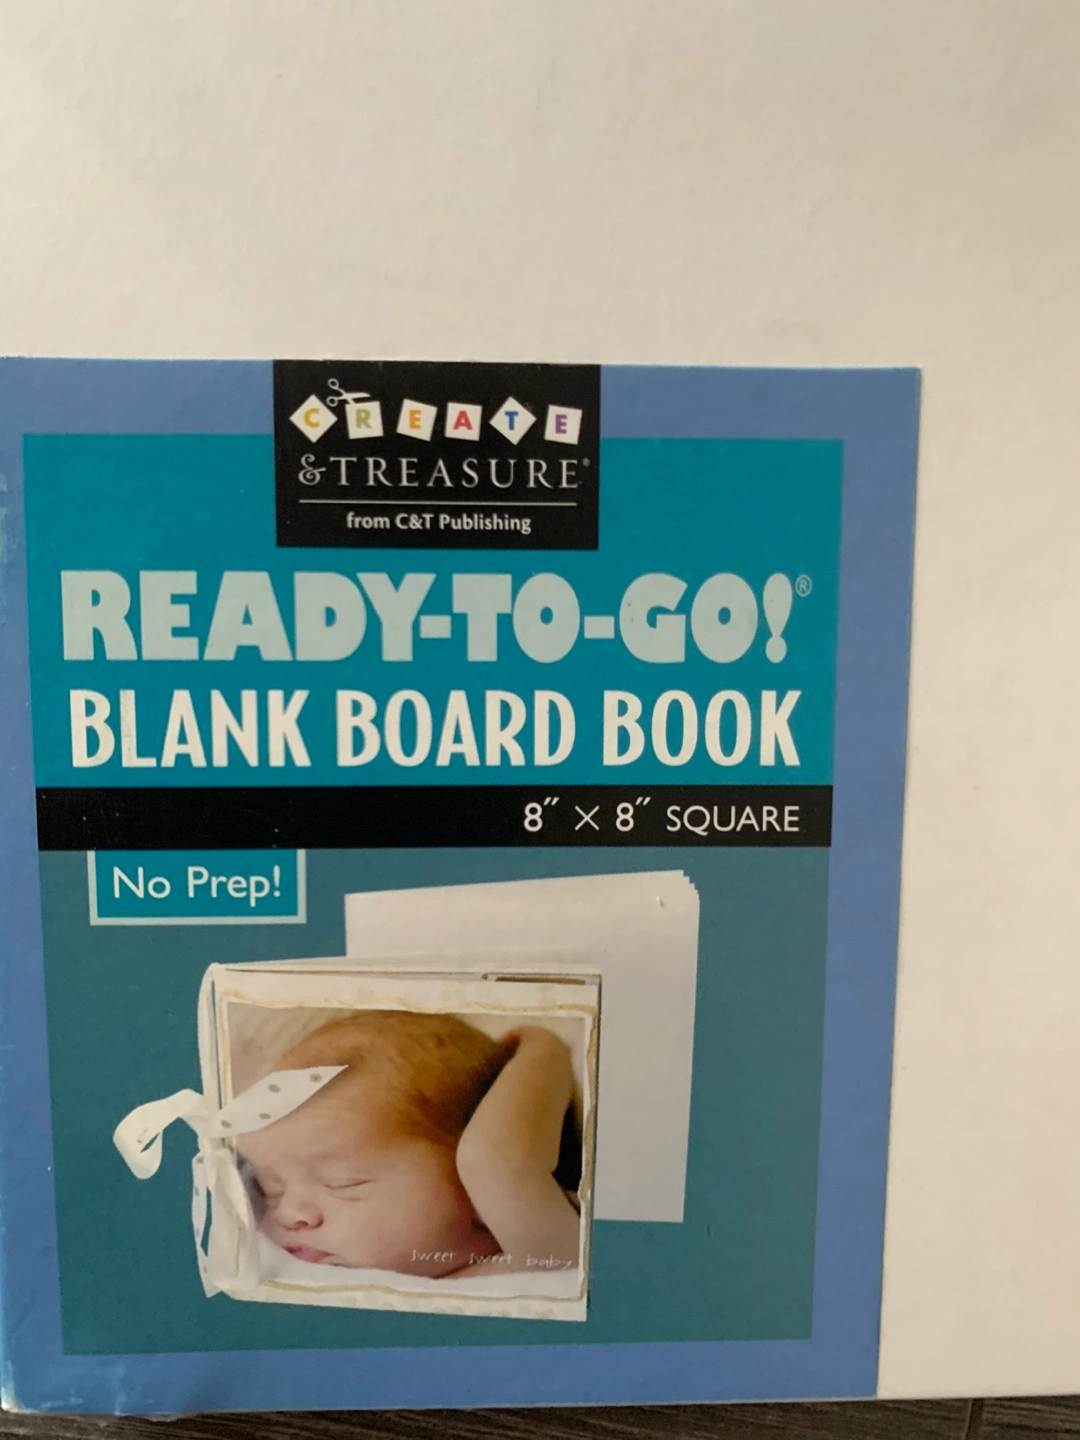 CREATE
& TREASURE®
from C&T Publishing
READY-TO-GO!®
BLANK BOARD BOOK
8" × 8" SQUARE
No Prep!
sweet sweet baby